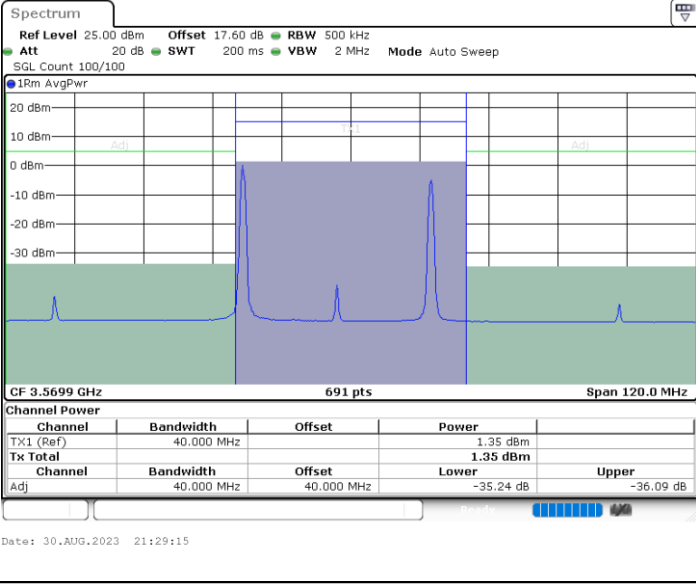 Spectrum
Ref Level 25.00 dBm Offset 17.60 dB RBW 500 kHz
Att 20 dB SWT 200 ms VBW 2 MHz Mode Auto Sweep
SGL Count 100/100
1Rm AvgPwr
20 dBm
TX1
10 dBm
Adj Adj
0 dBm
-10 dBm
-20 dBm
-30 dBm
CF 3.5699 GHz 691 pts Span 120.0 MHz
Channel Power
Channel Bandwidth Offset Power
TX1 (Ref) 40.000 MHz 1.35 dBm
Tx Total 1.35 dBm
Channel Bandwidth Offset Lower Upper
Adj 40.000 MHz 40.000 MHz -35.24 dB -36.09 dB
Ready
Date: 30.AUG.2023 21:29:15